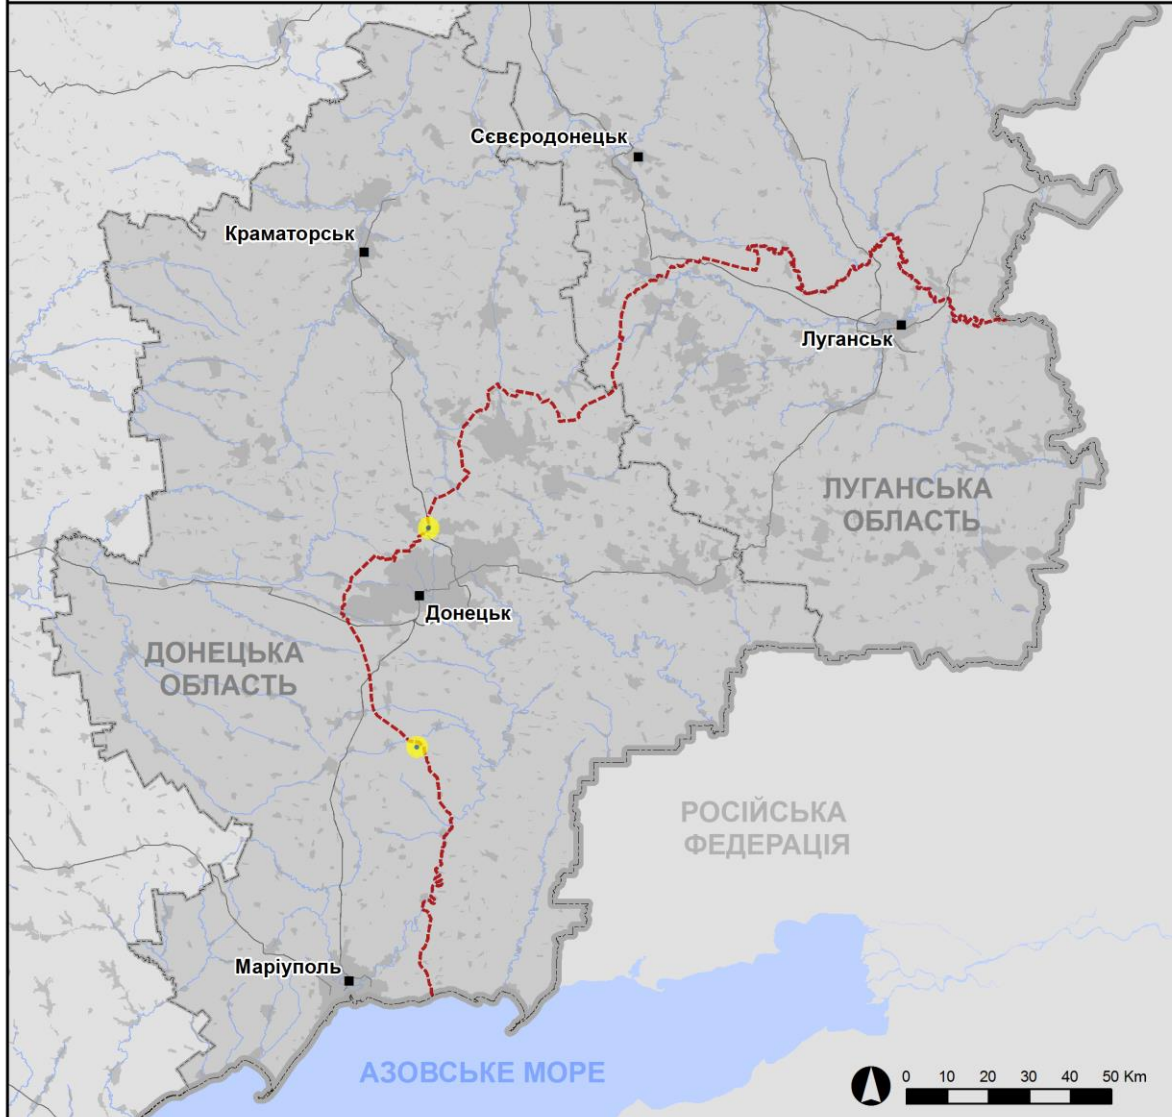 Сєвєродонецьк
Краматорськ
Луганськ
ЛУГАНСЬКА
ОБЛАСТЬ
Донецьк
ДОНЕЦЬКА
ОБЛАСТЬ
РОСІЙСЬКА
ФЕДЕРАЦІЯ
Маріуполь
АЗОВСЬКЕ МОРЕ
0 10 20 30 40 50 Km